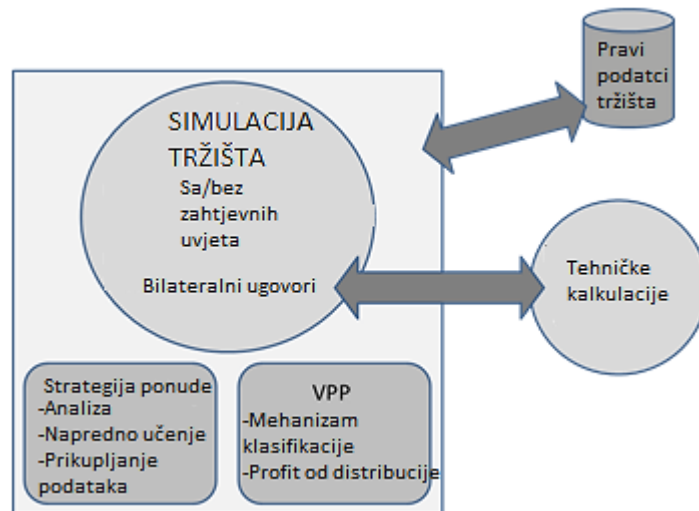 Pravi
podatci
tržišta
SIMULACIJA
TRŽIŠTA
Sa/bez
zahtjevnih
uvjeta
Bilateralni ugovori
Tehničke
kalkulacije
Strategija ponude
-Analiza
-Napredno učenje
-Prikupljanje
podataka
VPP
-Mehanizam
klasifikacije
-Profit od distribucije